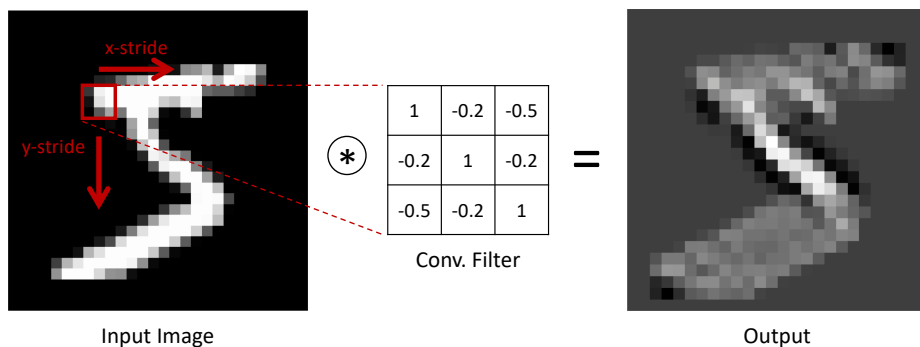 x-stride
y-stride
1 -0.2 -0.5
-0.2 1 -0.2
-0.5 -0.2 1
*
=
Conv. Filter
Input Image
Output